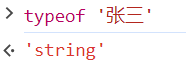 typeof '张三'
'string'